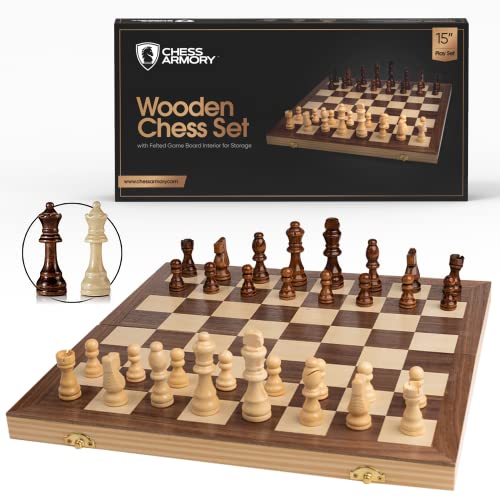 CHESS
ARMORY
15"
Play Set
Wooden
Chess Set
with Felted Game Board Interior for Storage
www.chessarmory.com